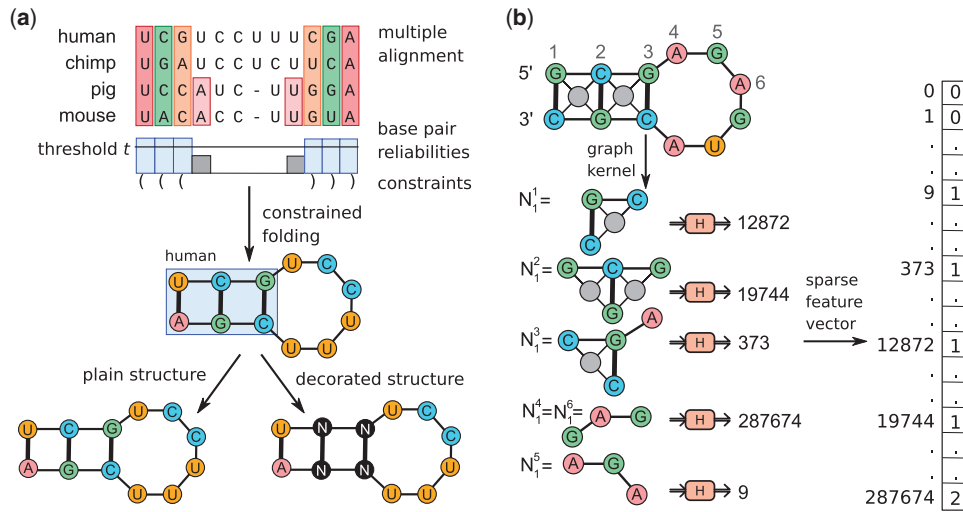 (a)
human U C G U C C U U U C G A
chimp U G A U C C U C U U C A
pig U C C A U C - U U G G A
mouse U A C A C C - U U G U A
multiple
alignment
threshold t
base pair
reliabilities
( ( ( ) ) ) constraints
constrained
folding
human
U C G U C C U U U C G A
plain structure
decorated structure
U C G U C C U U U C G A
U N N U C C U U U N N A
(b)
1 2 3 4 5 6
5' G C G A G A
3' C G C A U G
graph
kernel
N₁¹= G C C H 12872
N₁²= G C G G H 19744
N₁³= C G A C H 373
N₁⁴=N₁⁶= G A G H 287674
N₁⁵= A G A H 9
sparse
feature
vector
0 0
1 0
. .
. .
9 1
. .
. .
373 1
. .
. .
12872 1
. .
. .
19744 1
. .
. .
287674 2